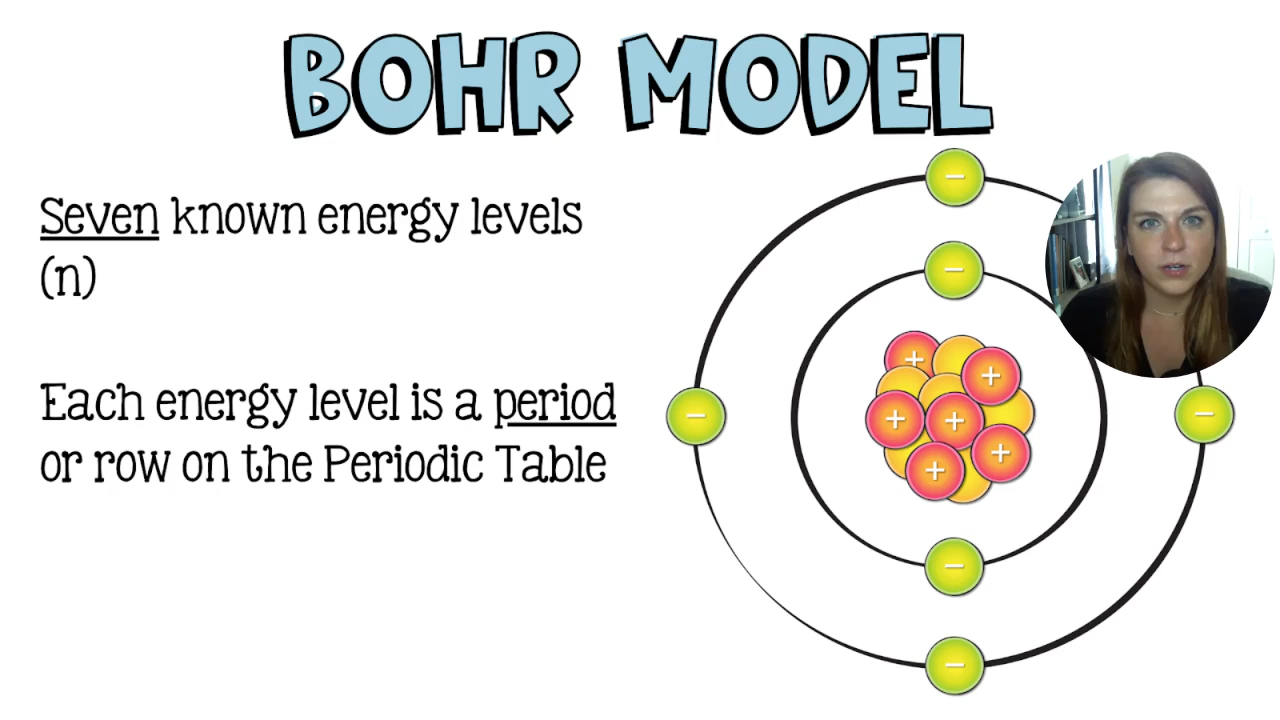 BOHR MODEL
Seven known energy levels
(n)
Each energy level is a period
or row on the Periodic Table
−
−
+
+
−
+
+
−
+
+
−
−